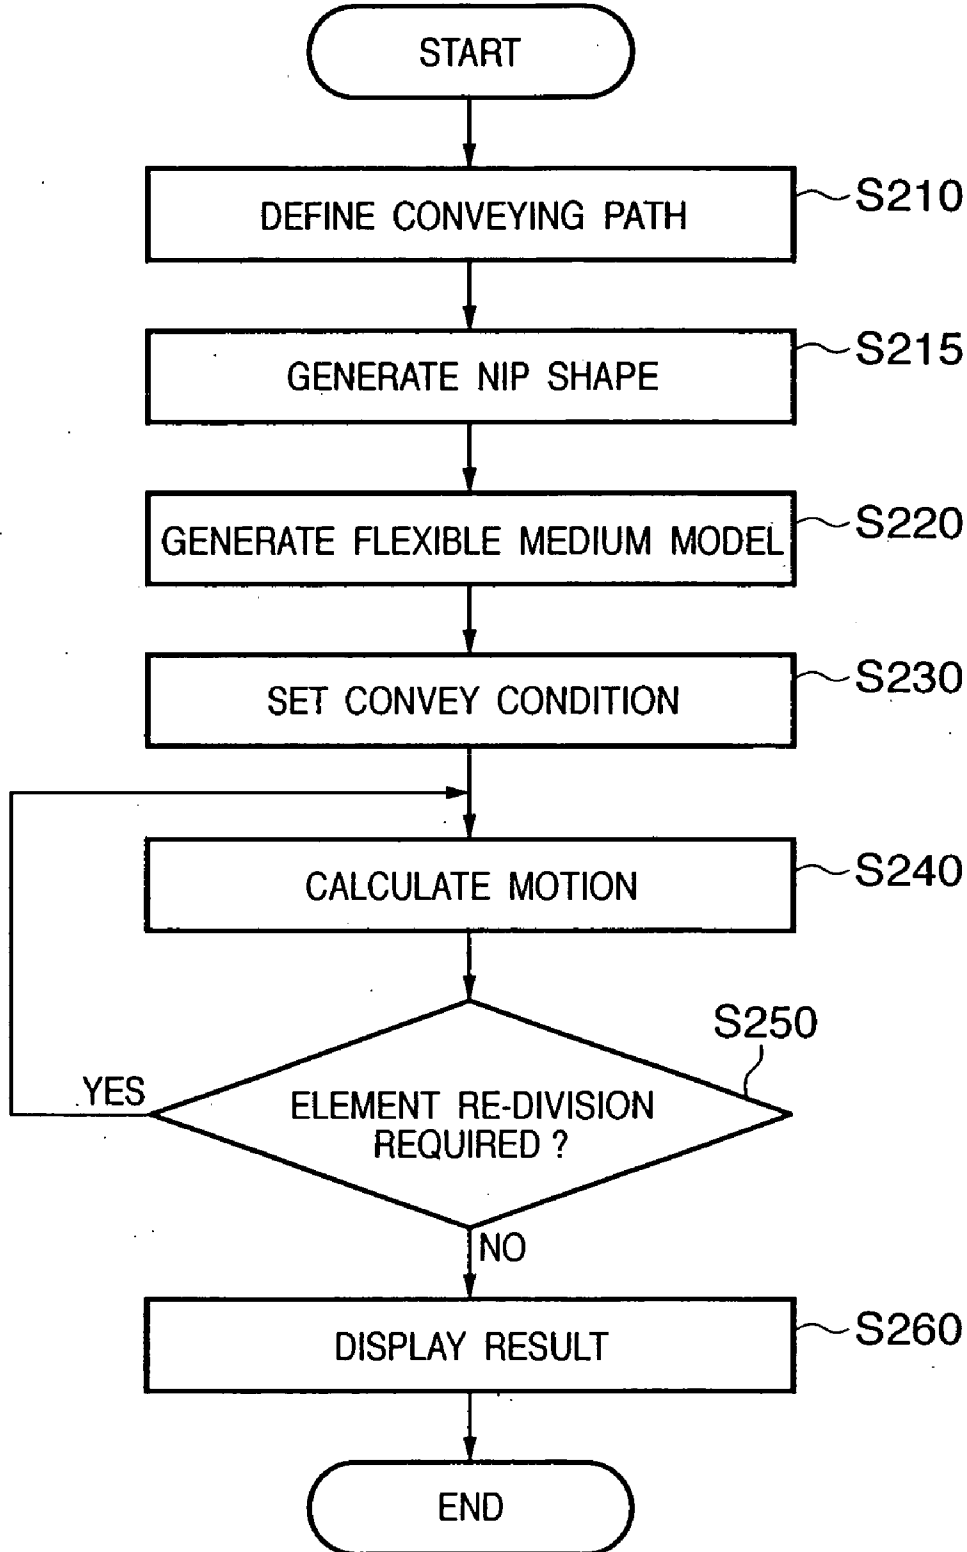 START
DEFINE CONVEYING PATH
S210
GENERATE NIP SHAPE
S215
GENERATE FLEXIBLE MEDIUM MODEL
S220
SET CONVEY CONDITION
S230
CALCULATE MOTION
S240
S250
YES
ELEMENT RE-DIVISION
REQUIRED ?
NO
DISPLAY RESULT
S260
END